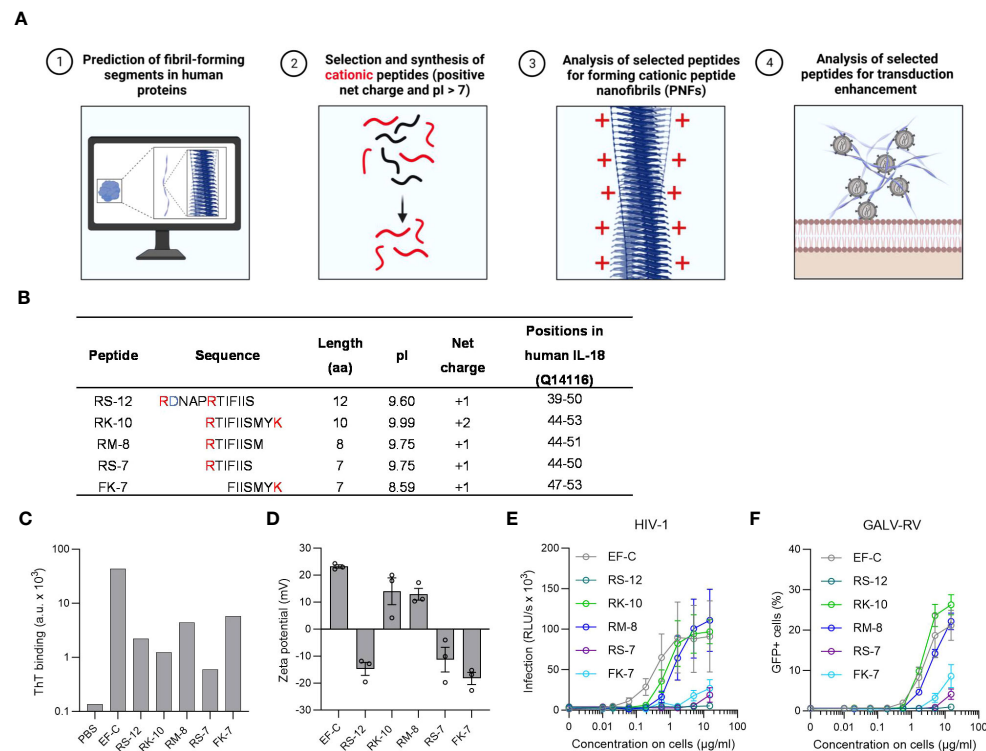 A
1 Prediction of fibril-forming segments in human proteins
2 Selection and synthesis of cationic peptides (positive net charge and pI > 7)
3 Analysis of selected peptides for forming cationic peptide nanofibrils (PNFs)
4 Analysis of selected peptides for transduction enhancement
+ +
+ +
+ +
+ +
+ +
B
Peptide Sequence Length (aa) pI Net charge Positions in human IL-18 (Q14116)
RS-12 RDNAPRTIFIIS 12 9.60 +1 39-50
RK-10 RTIFIISMYK 10 9.99 +2 44-53
RM-8 RTIFIISM 8 9.75 +1 44-51
RS-7 RTIFIIS 7 9.75 +1 44-50
FK-7 FIISMYK 7 8.59 +1 47-53
C
ThT binding (a.u. x 10³)
100
10
1
0.1
PBS EF-C RS-12 RK-10 RM-8 RS-7 FK-7
D
Zeta potential (mV)
30
20
10
0
-10
-20
-30
EF-C RS-12 RK-10 RM-8 RS-7 FK-7
E
HIV-1
Infection (RLU/s x 10³)
200
150
100
50
0
EF-C
RS-12
RK-10
RM-8
RS-7
FK-7
0 0.01 0.1 1 10 100
Concentration on cells (µg/ml)
F
GALV-RV
GFP+ cells (%)
40
30
20
10
0
EF-C
RS-12
RK-10
RM-8
RS-7
FK-7
0 0.01 0.1 1 10 100
Concentration on cells (µg/ml)